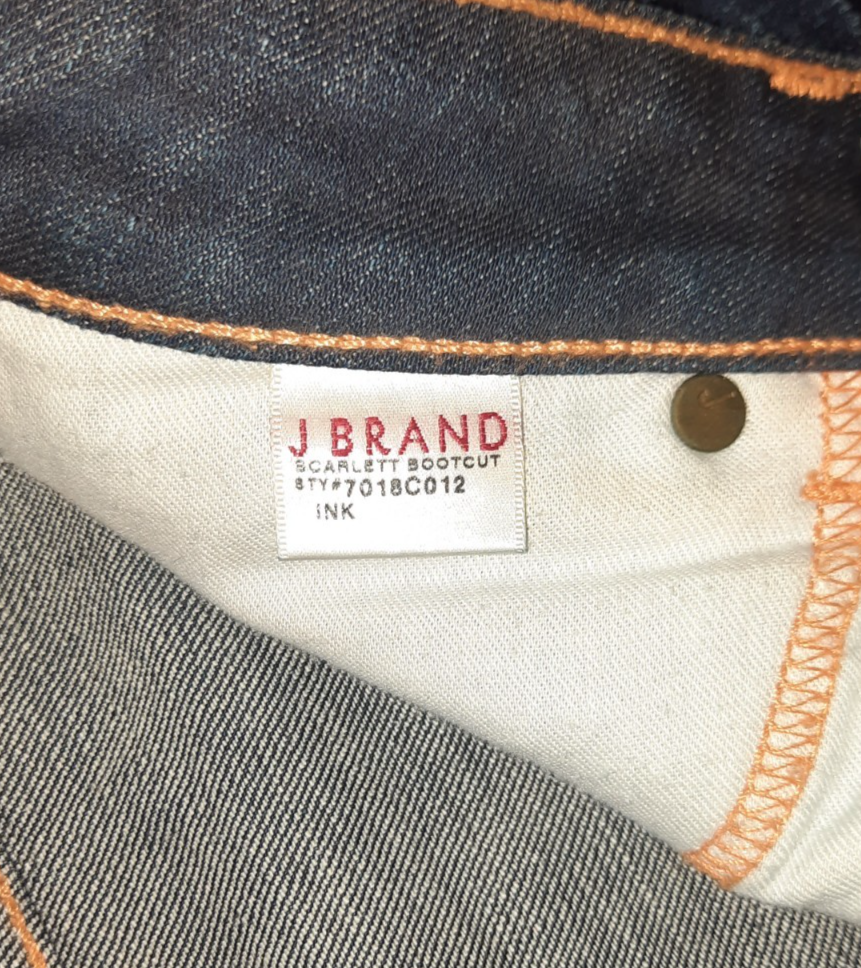 J BRAND
SCARLETT BOOTCUT
STY#7018C012
INK